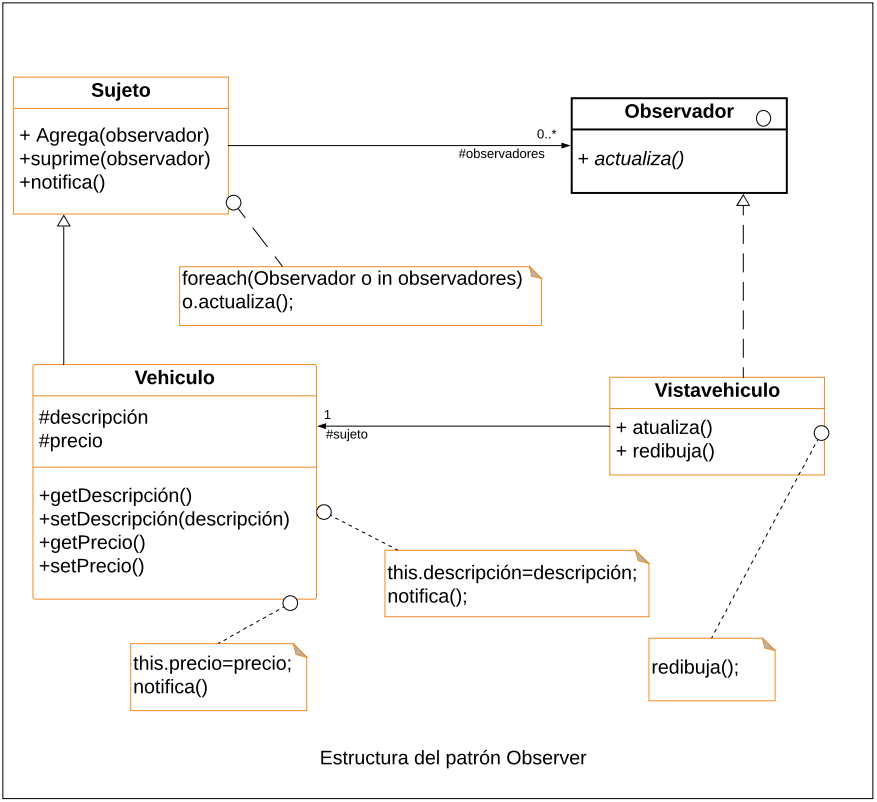 Sujeto
+ Agrega(observador)
+suprime(observador)
+notifica()
0..*
#observadores
Observador
+ actualiza()
foreach(Observador o in observadores)
o.actualiza();
Vehiculo
#descripción
#precio
+getDescripción()
+setDescripción(descripción)
+getPrecio()
+setPrecio()
1
#sujeto
Vistavehiculo
+ atualiza()
+ redibuja()
this.descripción=descripción;
notifica();
this.precio=precio;
notifica()
redibuja();
Estructura del patrón Observer